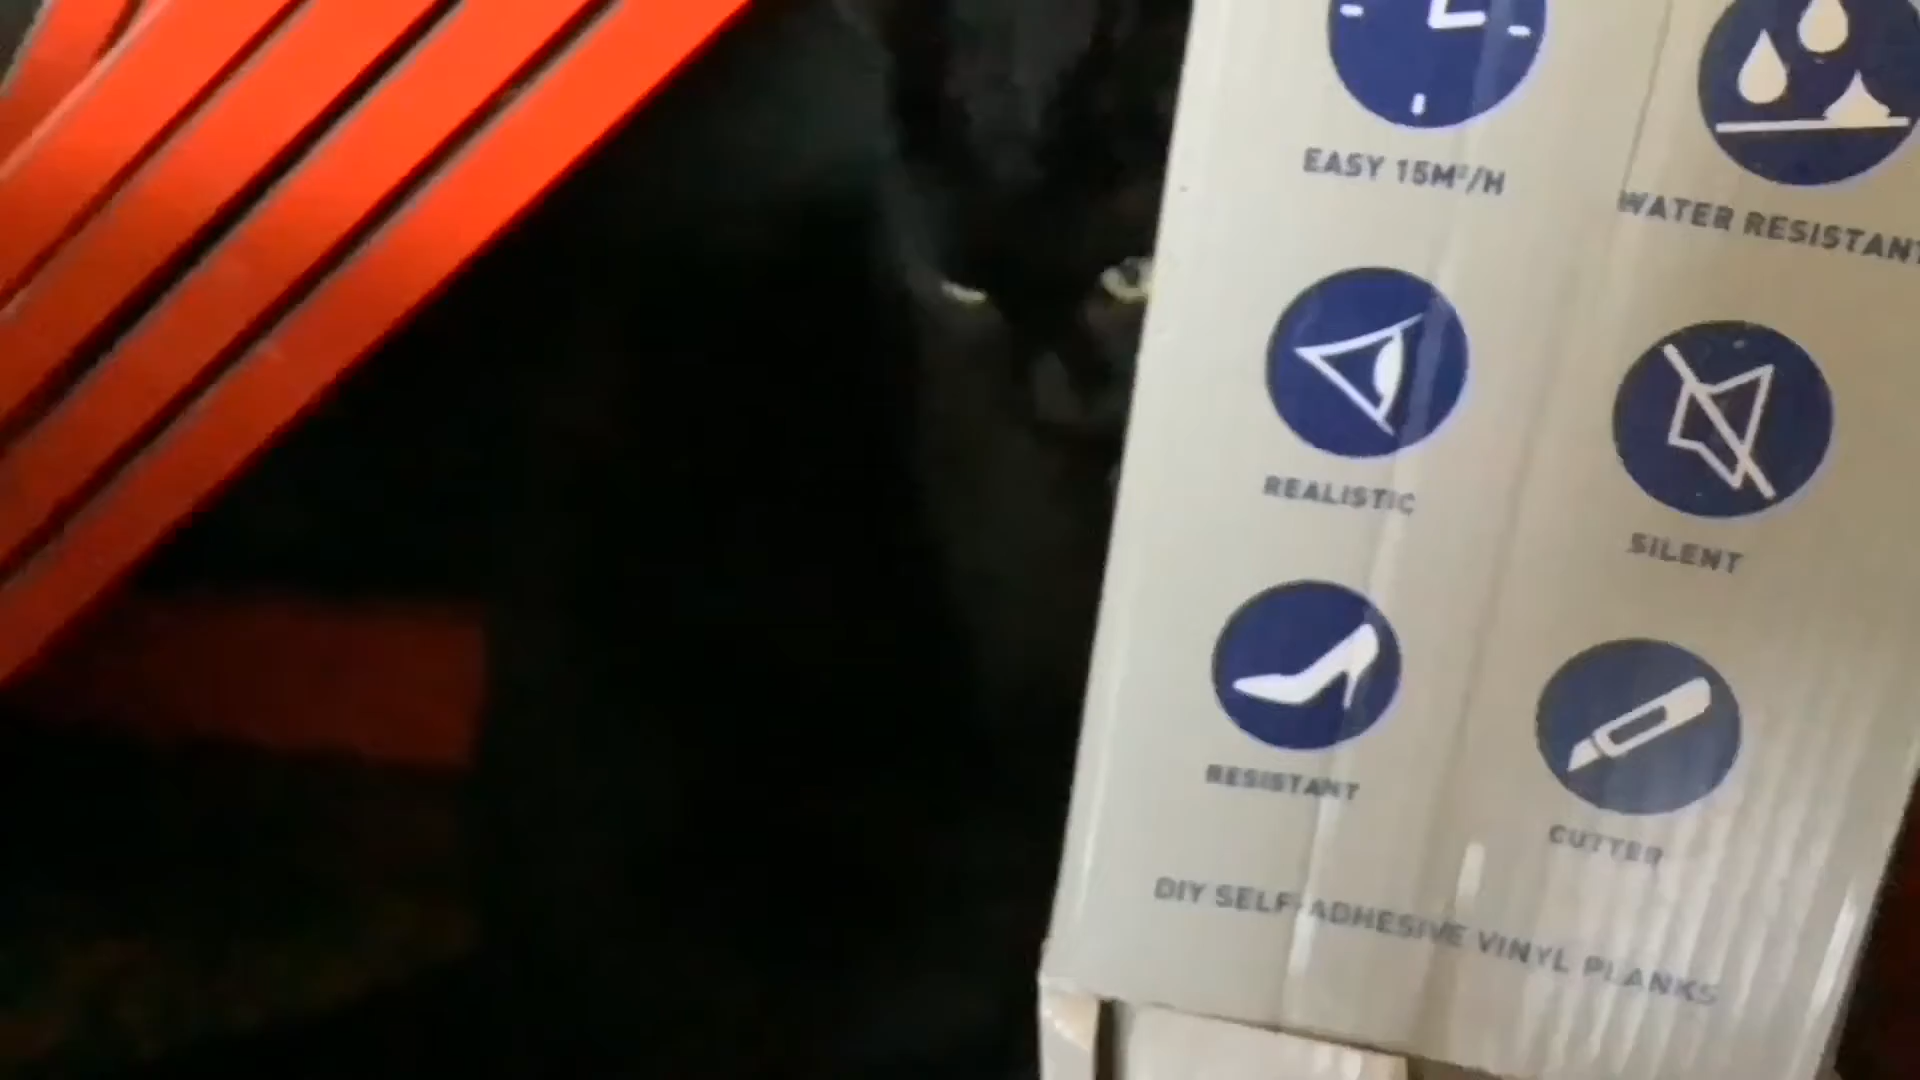 EASY 15M²/H
WATER RESISTANT
REALISTIC
SILENT
RESISTANT
CUTTER
DIY SELF-ADHESIVE VINYL PLANKS